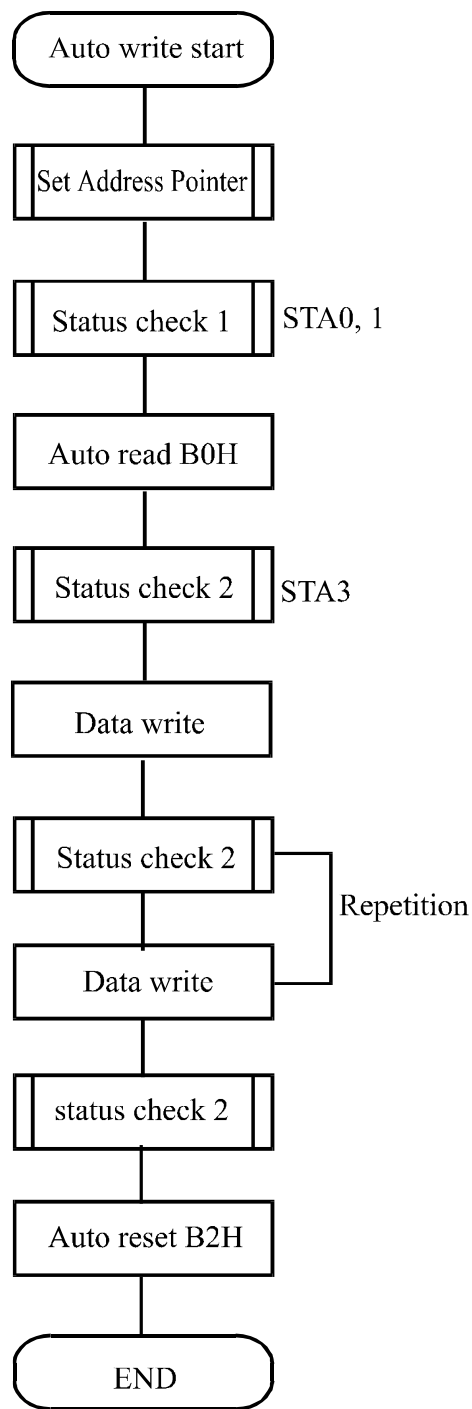 Auto write start
Set Address Pointer
Status check 1
STA0, 1
Auto read B0H
Status check 2
STA3
Data write
Status check 2
Repetition
Data write
status check 2
Auto reset B2H
END